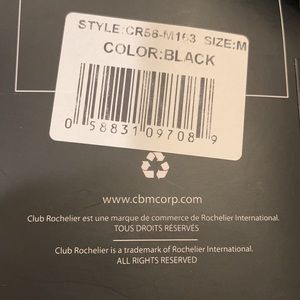 STYLE:CR58-M163 SIZE:M
COLOR:BLACK
0 58831 09708 9
www.cbmcorp.com
Club Rochelier est une marque de commerce de Rochelier International.
TOUS DROITS RÉSERVÉS
Club Rochelier is a trademark of Rochelier International.
ALL RIGHTS RESERVED